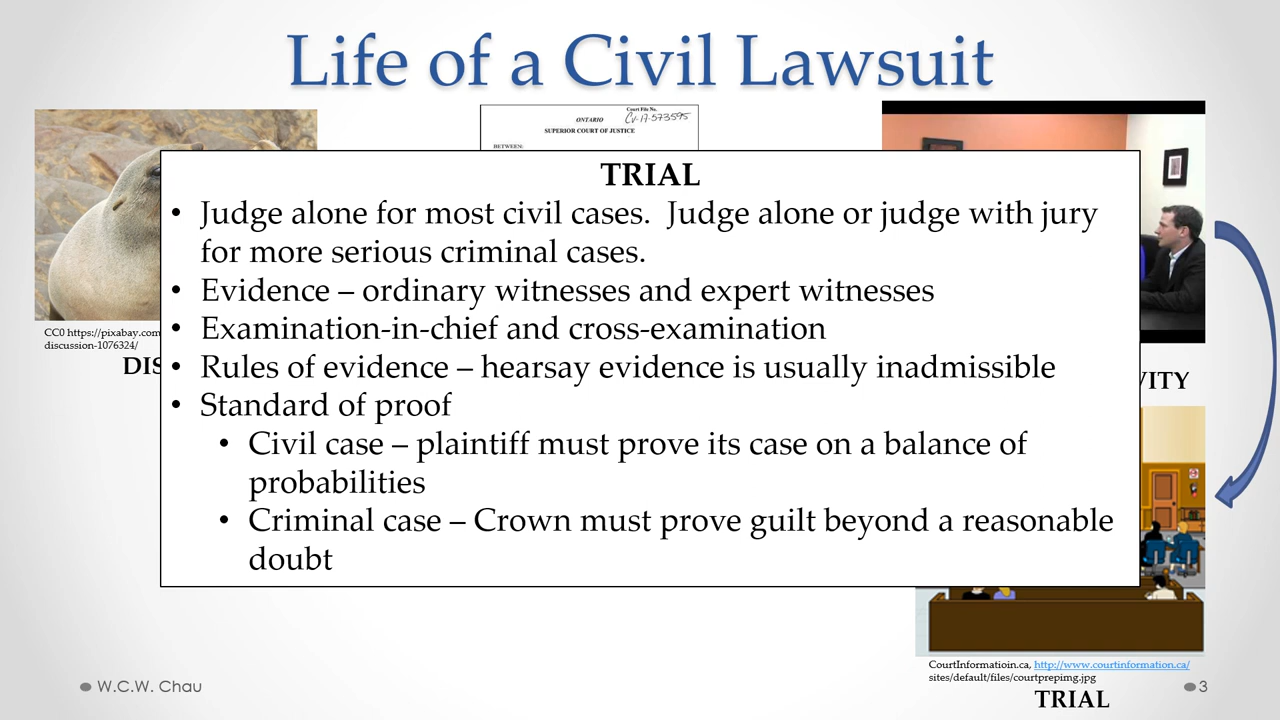 Life of a Civil Lawsuit
Court File No.
ONTARIO
CV-17-573595
SUPERIOR COURT OF JUSTICE
BETWEEN:
TRIAL
• Judge alone for most civil cases.  Judge alone or judge with jury
for more serious criminal cases.
• Evidence – ordinary witnesses and expert witnesses
• Examination-in-chief and cross-examination
• Rules of evidence – hearsay evidence is usually inadmissible
• Standard of proof
• Civil case – plaintiff must prove its case on a balance of
probabilities
• Criminal case – Crown must prove guilt beyond a reasonable
doubt
CC0 https://pixabay.com
discussion-1076324/
DIS
VITY
CourtInformatioin.ca, http://www.courtinformation.ca/
sites/default/files/courtprepimg.jpg
TRIAL
W.C.W. Chau
3